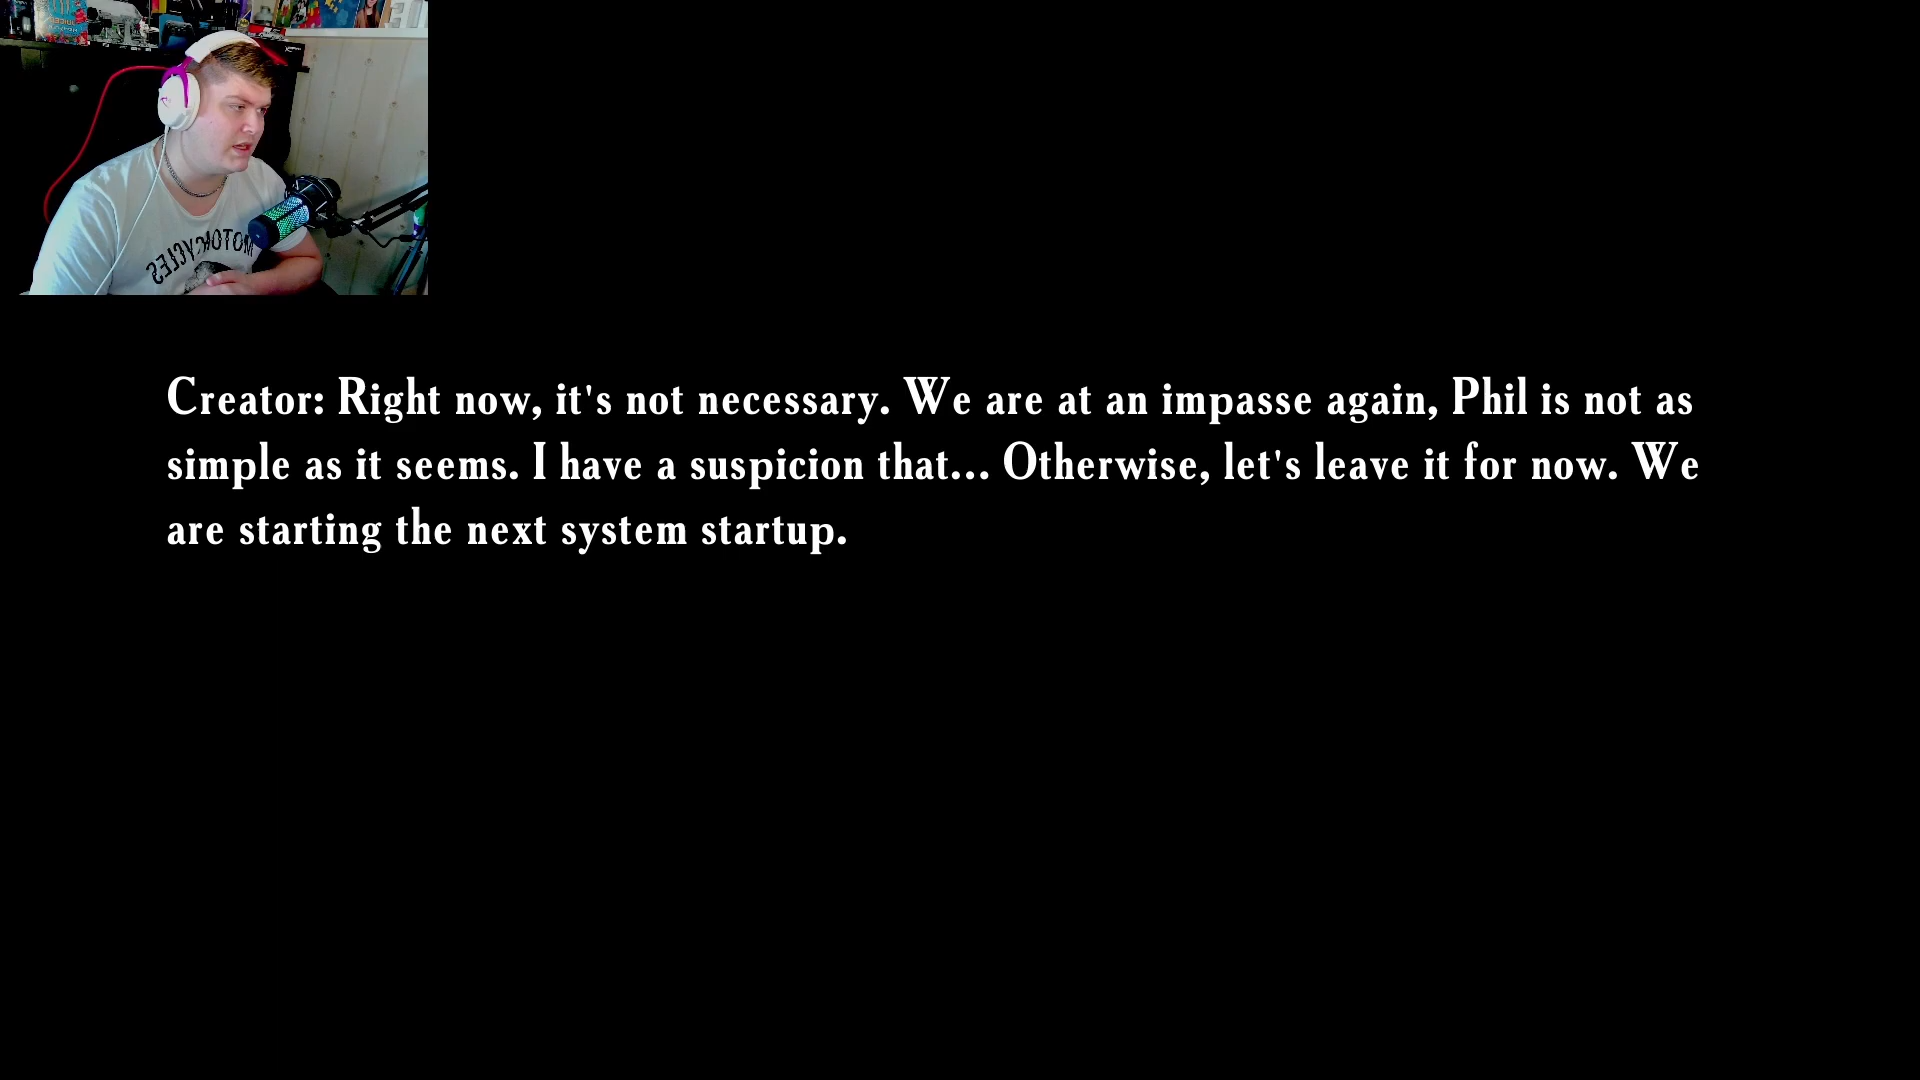 MOTORCYCLES
Creator: Right now, it's not necessary. We are at an impasse again, Phil is not as
simple as it seems. I have a suspicion that... Otherwise, let's leave it for now. We
are starting the next system startup.